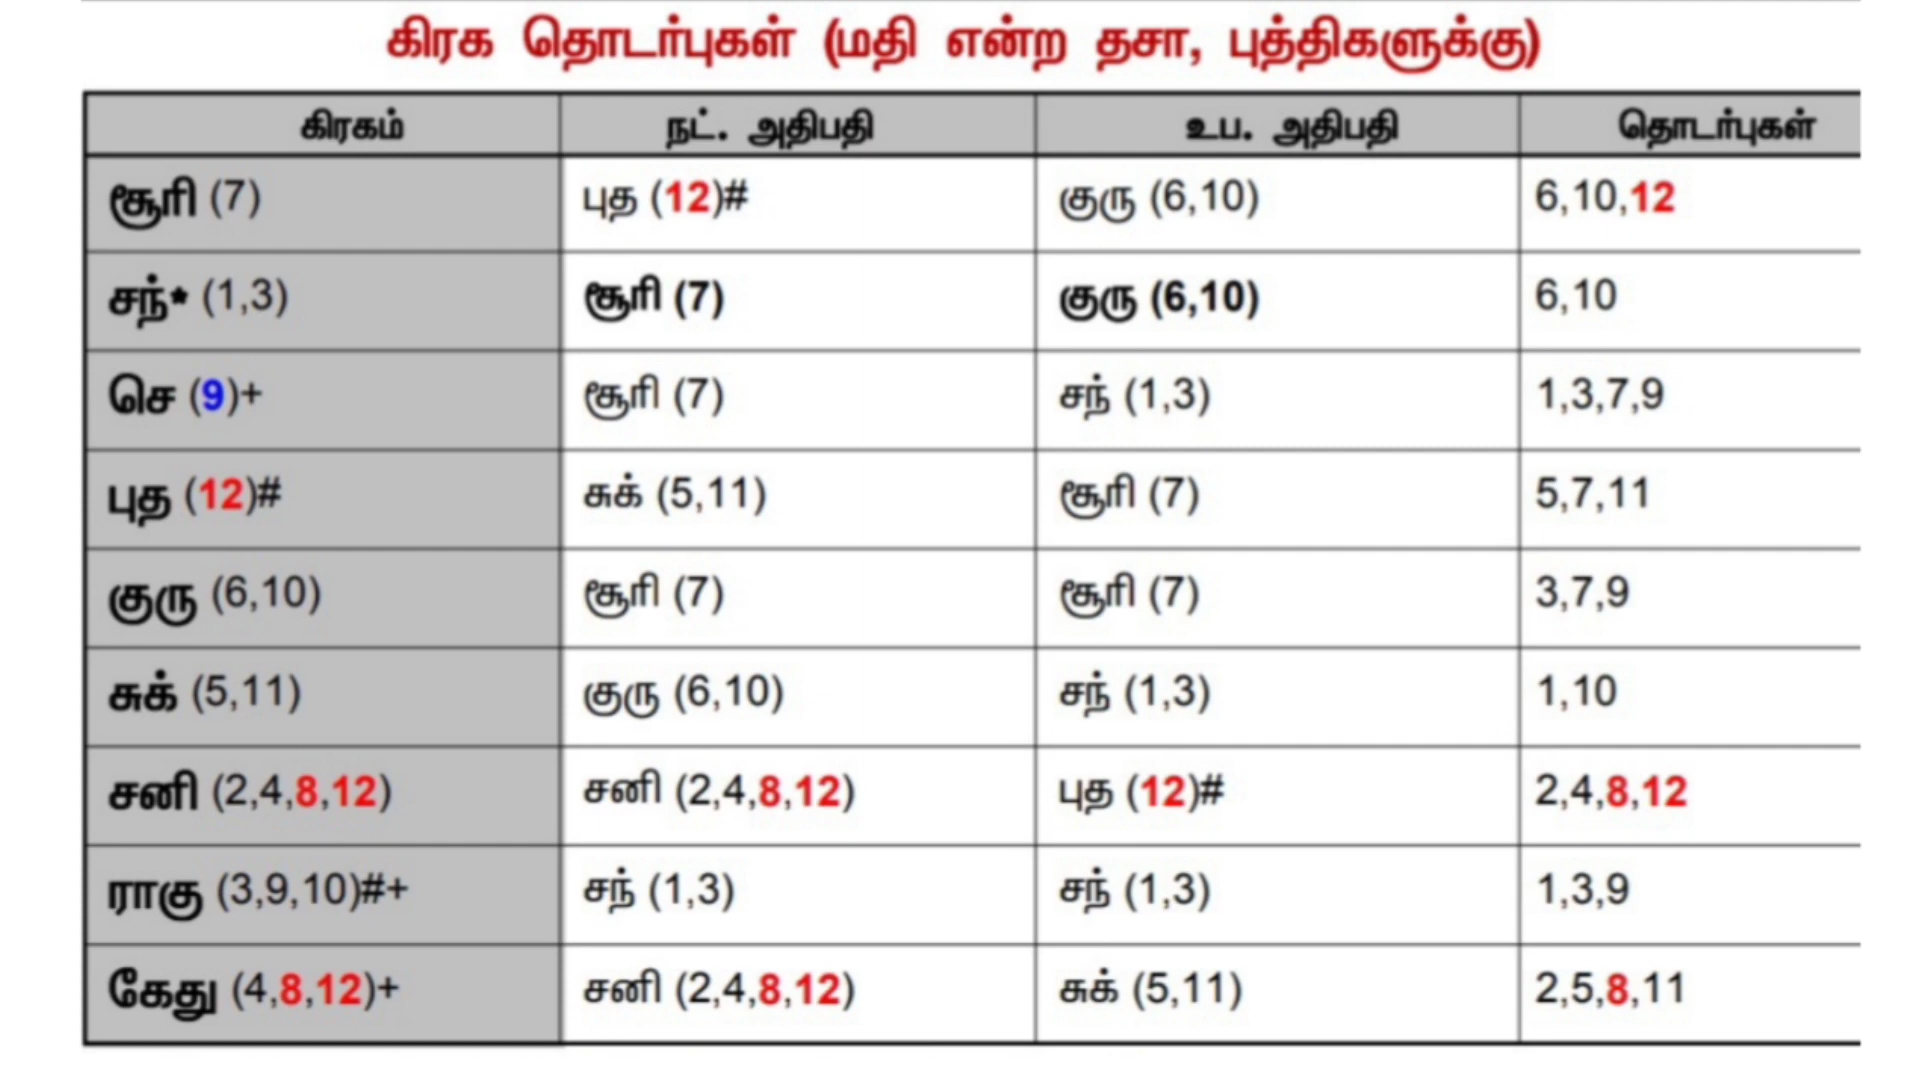 கிரக தொடர்புகள் (மதி என்ற தசா, புத்திகளுக்கு)
கிரகம் நட். அதிபதி உப. அதிபதி தொடர்புகள்
சூரி (7) புத (12)# குரு (6,10) 6,10,12
சந்* (1,3) சூரி (7) குரு (6,10) 6,10
செ (9)+ சூரி (7) சந் (1,3) 1,3,7,9
புத (12)# சுக் (5,11) சூரி (7) 5,7,11
குரு (6,10) சூரி (7) சூரி (7) 3,7,9
சுக் (5,11) குரு (6,10) சந் (1,3) 1,10
சனி (2,4,8,12) சனி (2,4,8,12) புத (12)# 2,4,8,12
ராகு (3,9,10)#+ சந் (1,3) சந் (1,3) 1,3,9
கேது (4,8,12)+ சனி (2,4,8,12) சுக் (5,11) 2,5,8,11